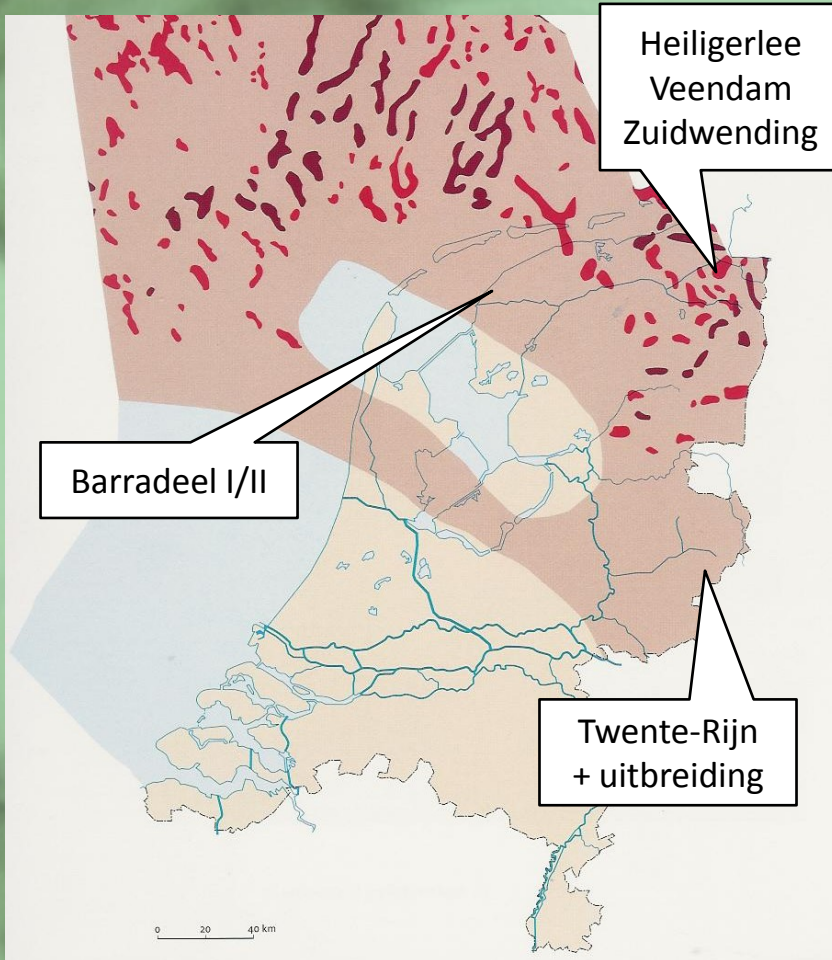 Heiligerlee
Veendam
Zuidwending
Barradeel I/II
Twente-Rijn
+ uitbreiding
0 20 40 km